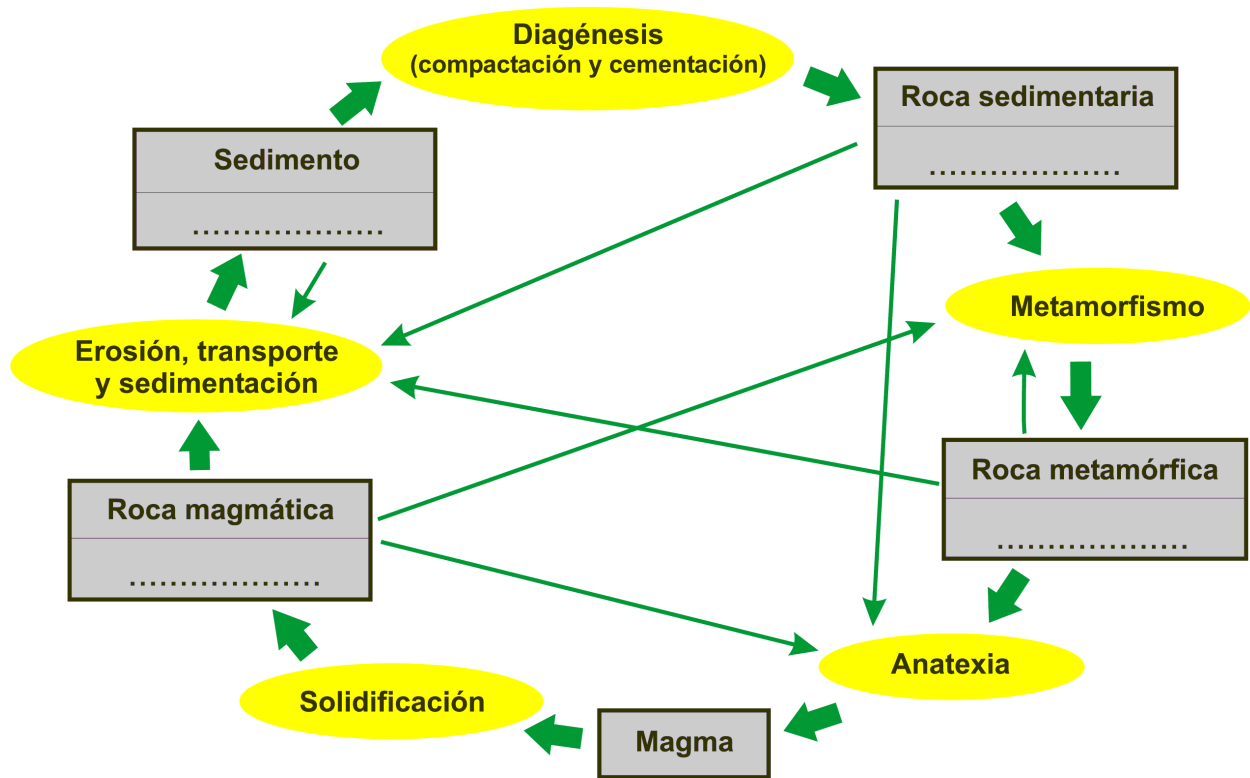 Diagénesis
(compactación y cementación)
Roca sedimentaria
...................
Sedimento
...................
Metamorfismo
Erosión, transporte
y sedimentación
Roca metamórfica
...................
Roca magmática
...................
Anatexia
Solidificación
Magma